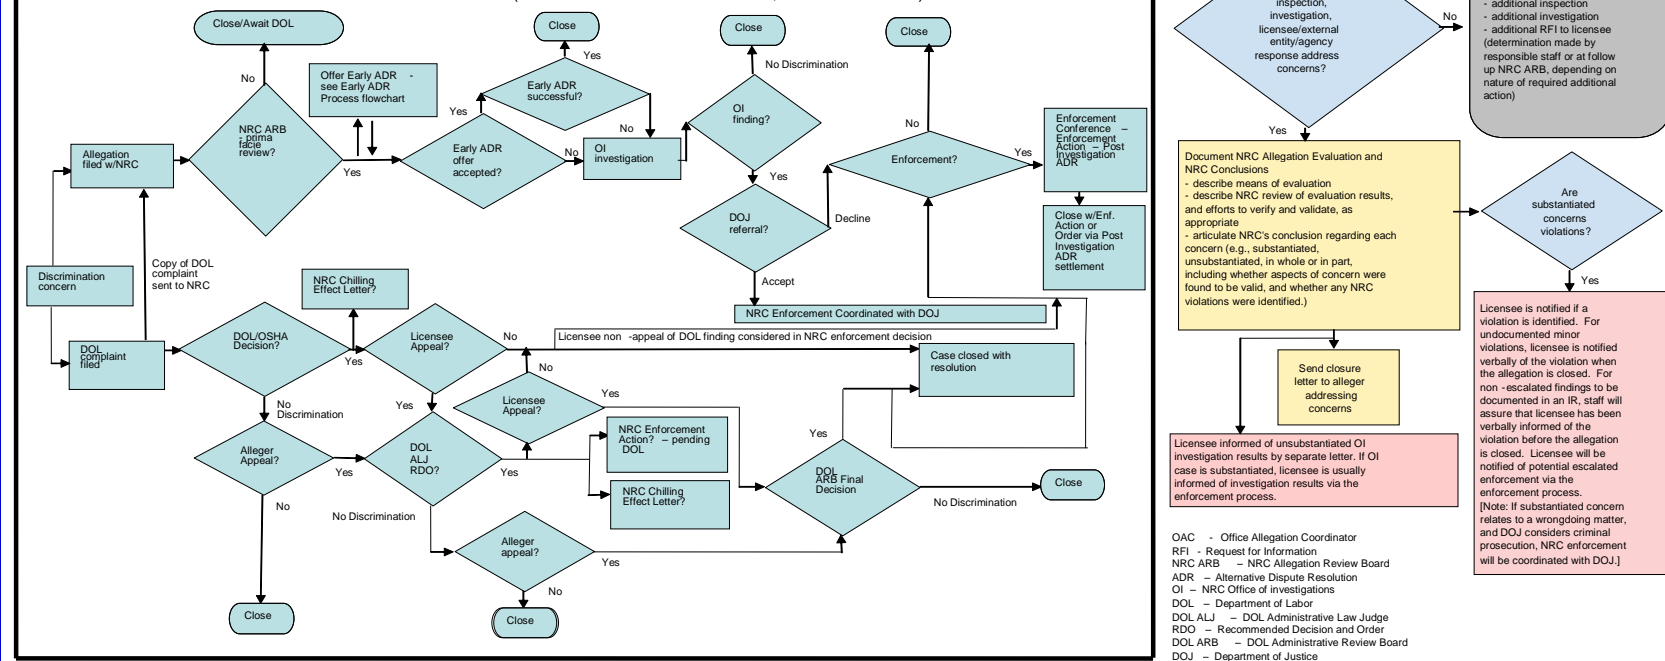 Close/Await DOL
Close
Close
Close
No
Yes
No Discrimination
Offer Early ADR -
see Early ADR
Process flowchart
Early ADR
successful?
Yes
No
OI
finding?
NRC ARB
- prima
facie
review?
Allegation
filed w/NRC
Yes
Early ADR
offer
accepted?
No
OI
investigation
Yes
No
Enforcement?
Yes
Enforcement
Conference –
Enforcement
Action – Post
Investigation
ADR
DOJ
referral?
Decline
Close w/Enf.
Action or
Order via Post
Investigation
ADR
settlement
Accept
Discrimination
concern
Copy of DOL
complaint
sent to NRC
NRC Chilling
Effect Letter?
NRC Enforcement Coordinated with DOJ
DOL
complaint
filed
DOL/OSHA
Decision?
Yes
Licensee
Appeal?
No
Licensee non -appeal of DOL finding considered in NRC enforcement decision
Case closed with
resolution
No
Yes
Licensee
Appeal?
No
Discrimination
Yes
Alleger
Appeal?
Yes
DOL
ALJ
RDO?
Yes
NRC Enforcement
Action? – pending
DOL
NRC Chilling
Effect Letter?
Yes
DOL
ARB Final
Decision
No Discrimination
Close
No
No Discrimination
Alleger
appeal?
Yes
No
Close
Close
inspection,
investigation,
licensee/external
entity/agency
response address
concerns?
No
- additional inspection
- additional investigation
- additional RFI to licensee
(determination made by
responsible staff or at follow
up NRC ARB, depending on
nature of required additional
action)
Yes
Document NRC Allegation Evaluation and
NRC Conclusions
- describe means of evaluation
- describe NRC review of evaluation results,
and efforts to verify and validate, as
appropriate
- articulate NRC's conclusion regarding each
concern (e.g., substantiated,
unsubstantiated, in whole or in part,
including whether aspects of concern were
found to be valid, and whether any NRC
violations were identified.)
Are
substantiated
concerns
violations?
Yes
Send closure
letter to alleger
addressing
concerns
Licensee informed of unsubstantiated OI
investigation results by separate letter. If OI
case is substantiated, licensee is usually
informed of investigation results via the
enforcement process.
Licensee is notified if a
violation is identified. For
undocumented minor
violations, licensee is notified
verbally of the violation when
the allegation is closed. For
non -escalated findings to be
documented in an IR, staff will
assure that licensee has been
verbally informed of the
violation before the allegation
is closed. Licensee will be
notified of potential escalated
enforcement via the
enforcement process.
[Note: If substantiated concern
relates to a wrongdoing matter,
and DOJ considers criminal
prosecution, NRC enforcement
will be coordinated with DOJ.]
OAC - Office Allegation Coordinator
RFI - Request for Information
NRC ARB – NRC Allegation Review Board
ADR – Alternative Dispute Resolution
OI – NRC Office of investigations
DOL – Department of Labor
DOL ALJ – DOL Administrative Law Judge
RDO – Recommended Decision and Order
DOL ARB – DOL Administrative Review Board
DOJ – Department of Justice